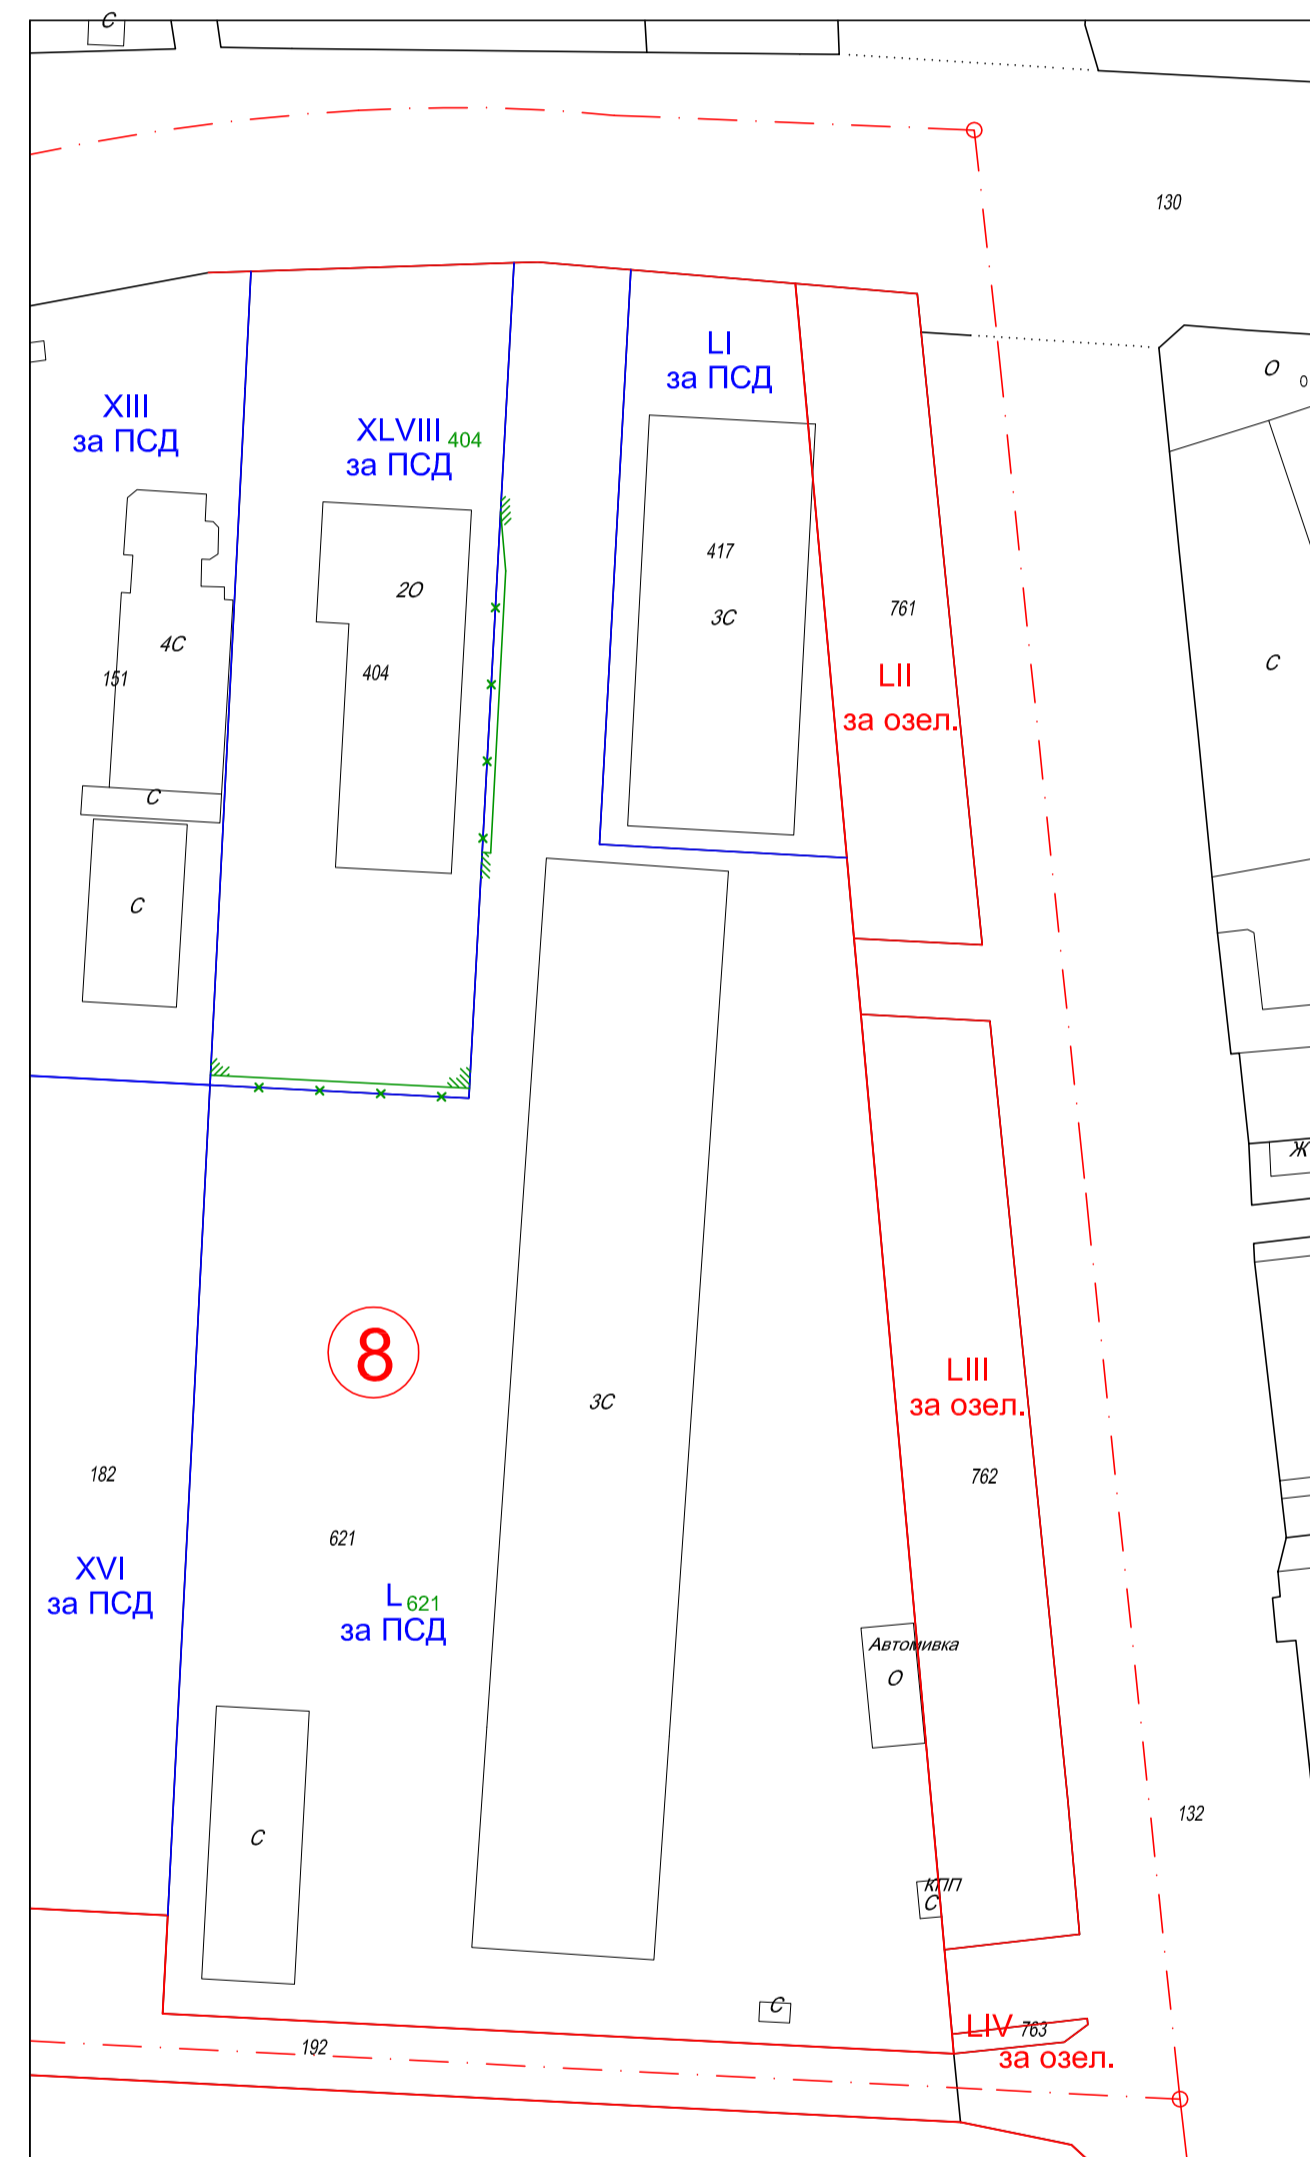 С
130
LI
за ПСД
О
О
XIII
за ПСД
XLVIII 404
за ПСД
417
3С
2О
404
4С
151
761
LII
за озел.
С
С
С
Ж
8
LIII
за озел.
3С
762
182
621
XVI
за ПСД
L 621
за ПСД
Автомивка
О
132
С
КПП
С
С
LIV 763
за озел.
192